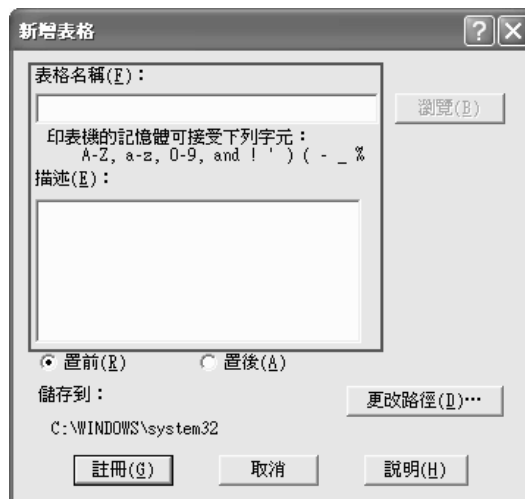 新增表格
表格名稱(F)：
瀏覽(B)
印表機的記憶體可接受下列字元：
A-Z, a-z, 0-9, and ! ' ) ( - _ %
描述(E)：
置前(R) 置後(A)
儲存到：
更改路徑(D)…
C:\WINDOWS\system32
註冊(G) 取消 說明(H)